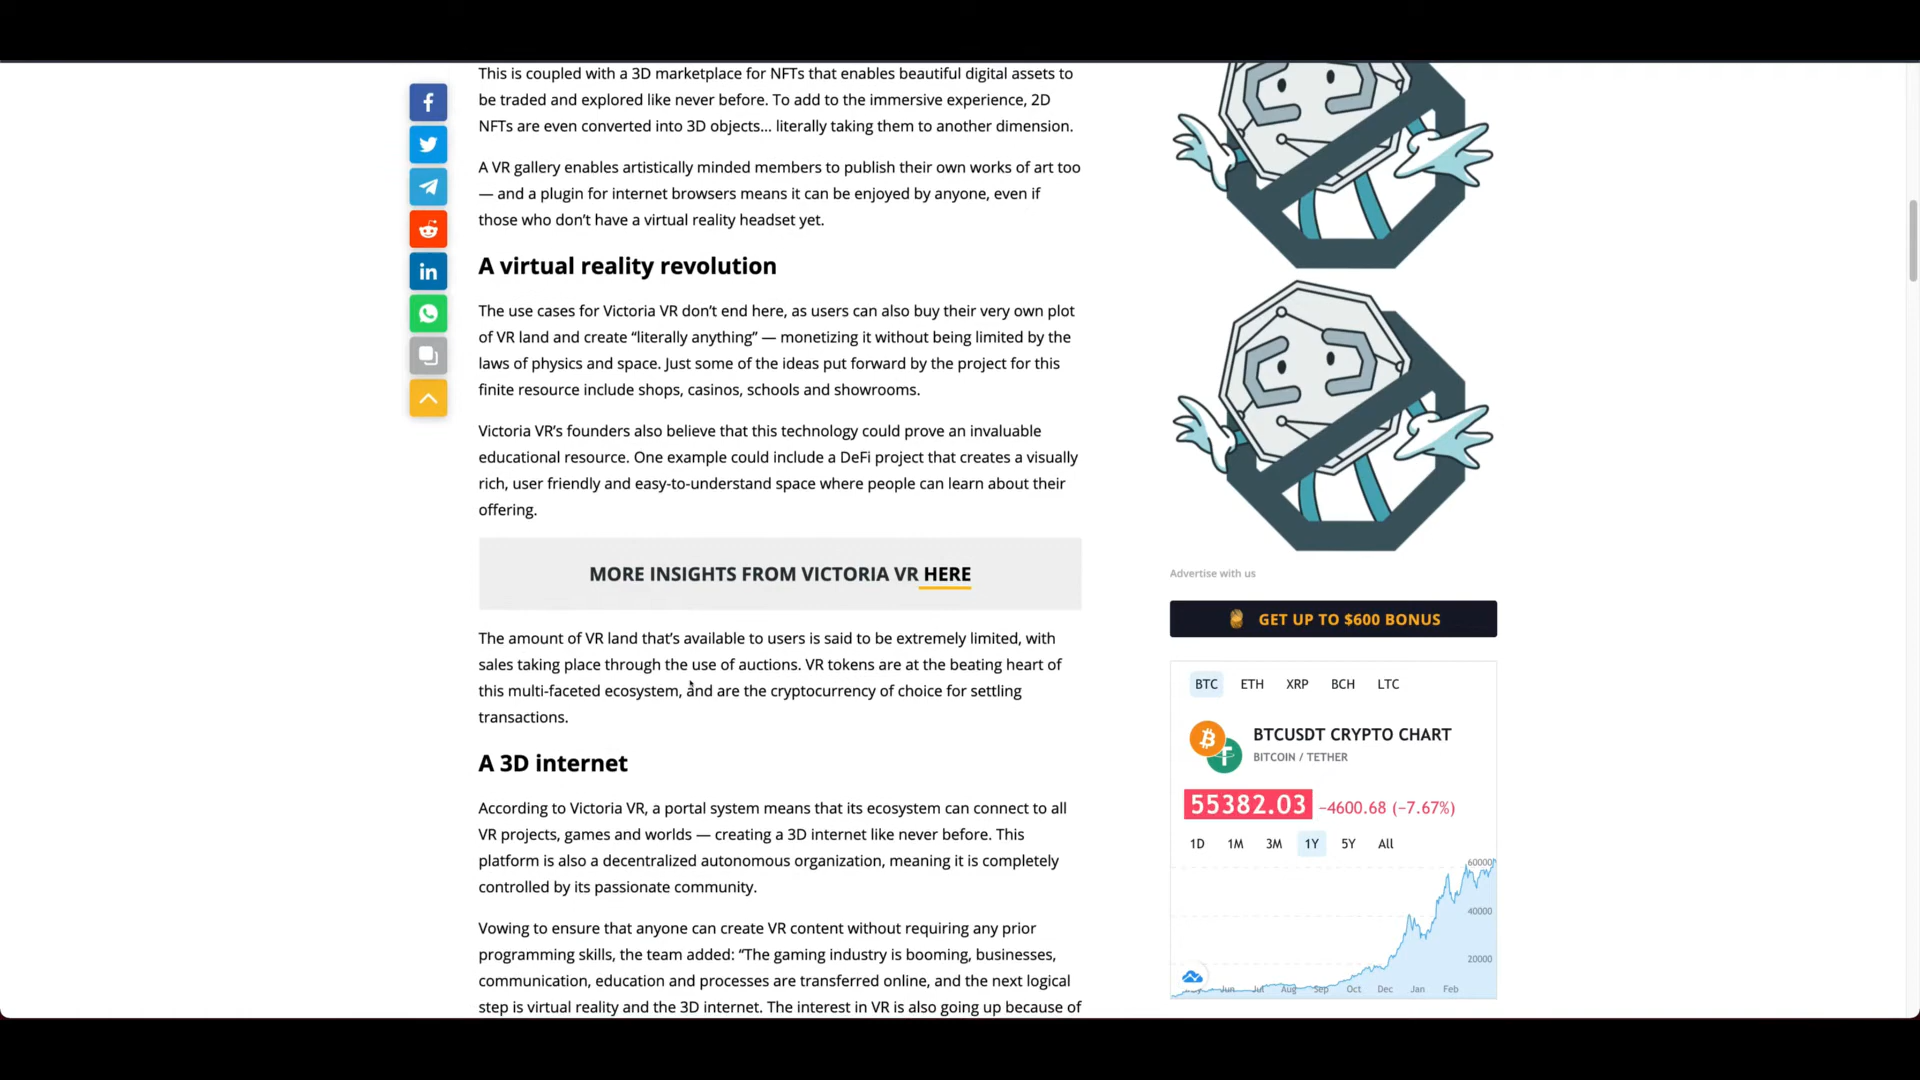 This is coupled with a 3D marketplace for NFTs that enables beautiful digital assets to
be traded and explored like never before. To add to the immersive experience, 2D
NFTs are even converted into 3D objects... literally taking them to another dimension.
A VR gallery enables artistically minded members to publish their own works of art too
— and a plugin for internet browsers means it can be enjoyed by anyone, even if
those who don’t have a virtual reality headset yet.
A virtual reality revolution
The use cases for Victoria VR don’t end here, as users can also buy their very own plot
of VR land and create “literally anything” — monetizing it without being limited by the
laws of physics and space. Just some of the ideas put forward by the project for this
finite resource include shops, casinos, schools and showrooms.
Victoria VR’s founders also believe that this technology could prove an invaluable
educational resource. One example could include a DeFi project that creates a visually
rich, user friendly and easy-to-understand space where people can learn about their
offering.
MORE INSIGHTS FROM VICTORIA VR HERE
The amount of VR land that’s available to users is said to be extremely limited, with
sales taking place through the use of auctions. VR tokens are at the beating heart of
this multi-faceted ecosystem, and are the cryptocurrency of choice for settling
transactions.
A 3D internet
According to Victoria VR, a portal system means that its ecosystem can connect to all
VR projects, games and worlds — creating a 3D internet like never before. This
platform is also a decentralized autonomous organization, meaning it is completely
controlled by its passionate community.
Vowing to ensure that anyone can create VR content without requiring any prior
programming skills, the team added: “The gaming industry is booming, businesses,
communication, education and processes are transferred online, and the next logical
step is virtual reality and the 3D internet. The interest in VR is also going up because of
Advertise with us
GET UP TO $600 BONUS
BTC ETH XRP BCH LTC
BTCUSDT CRYPTO CHART
BITCOIN / TETHER
55382.03 −4600.68 (−7.67%)
1D 1M 3M 1Y 5Y All
60000
40000
20000
Jun Jul Aug Sep Oct Dec Jan Feb